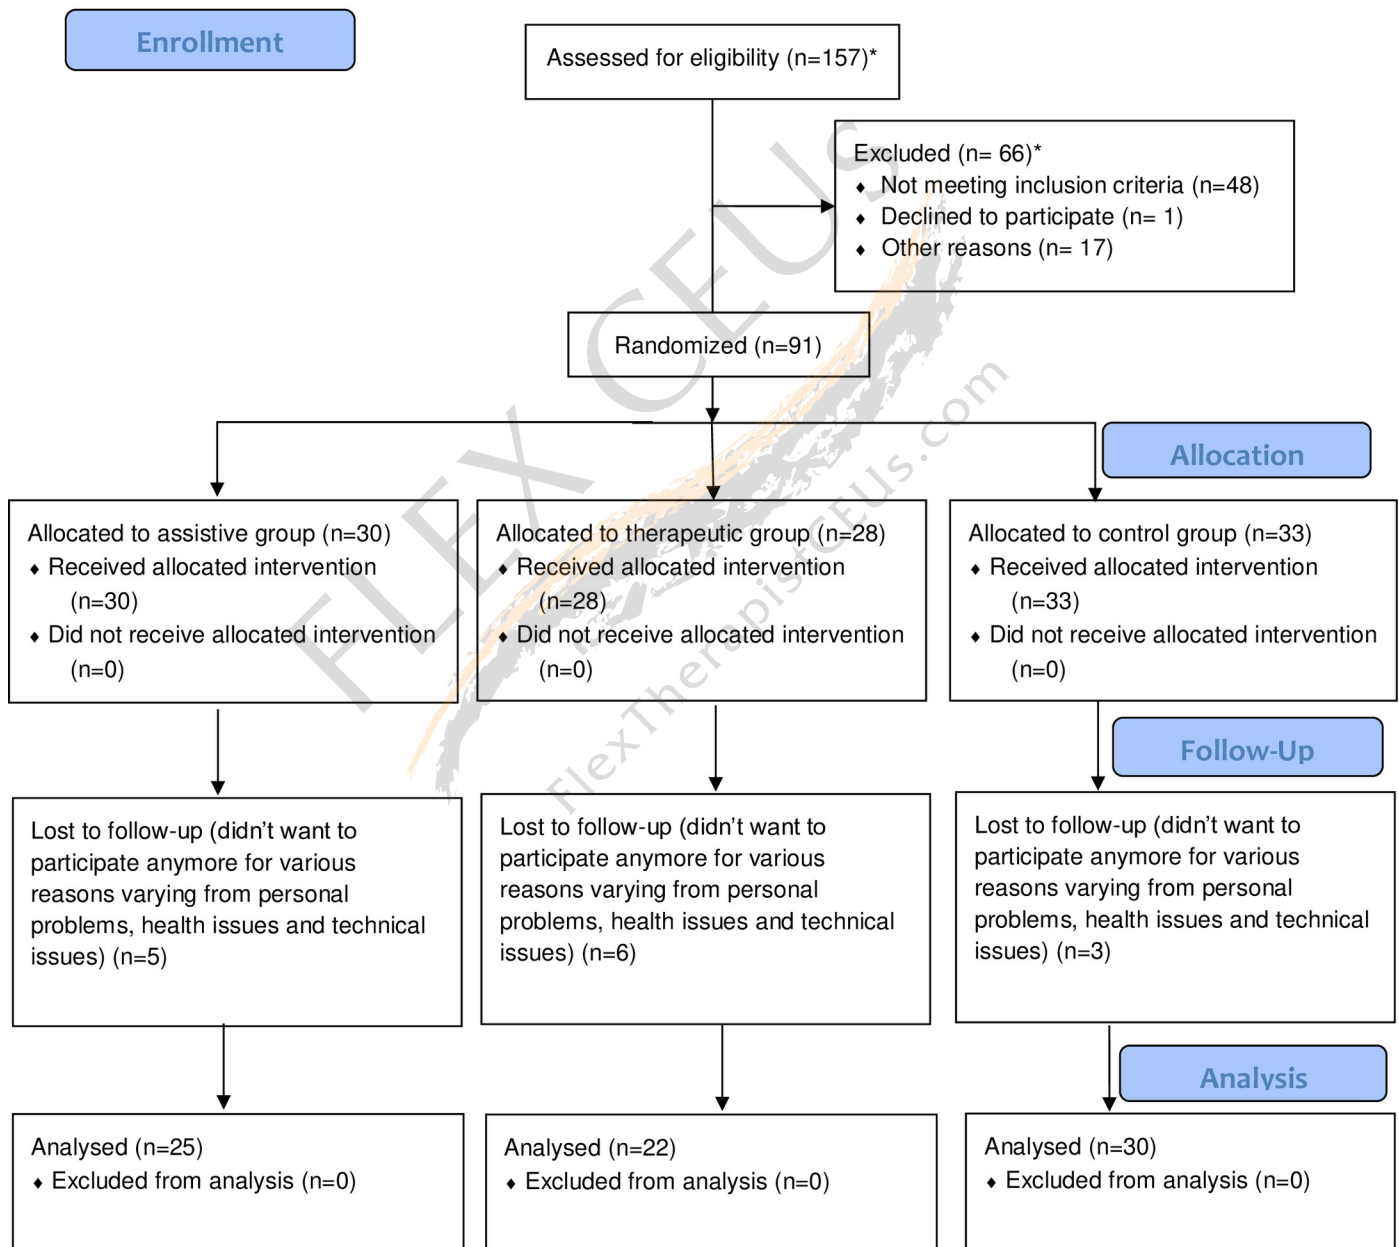 Enrollment
Assessed for eligibility (n=157)*
Excluded (n= 66)*
♦ Not meeting inclusion criteria (n=48)
♦ Declined to participate (n= 1)
♦ Other reasons (n= 17)
Randomized (n=91)
Allocation
Allocated to assistive group (n=30)
♦ Received allocated intervention
(n=30)
♦ Did not receive allocated intervention
(n=0)
Allocated to therapeutic group (n=28)
♦ Received allocated intervention
(n=28)
♦ Did not receive allocated intervention
(n=0)
Allocated to control group (n=33)
♦ Received allocated intervention
(n=33)
♦ Did not receive allocated intervention
(n=0)
Follow-Up
Lost to follow-up (didn’t want to
participate anymore for various
reasons varying from personal
problems, health issues and technical
issues) (n=5)
Lost to follow-up (didn’t want to
participate anymore for various
reasons varying from personal
problems, health issues and technical
issues) (n=6)
Lost to follow-up (didn’t want to
participate anymore for various
reasons varying from personal
problems, health issues and technical
issues) (n=3)
Analysis
Analysed (n=25)
♦ Excluded from analysis (n=0)
Analysed (n=22)
♦ Excluded from analysis (n=0)
Analysed (n=30)
♦ Excluded from analysis (n=0)
FLEX CEUs
FlexTherapistCEUs.com